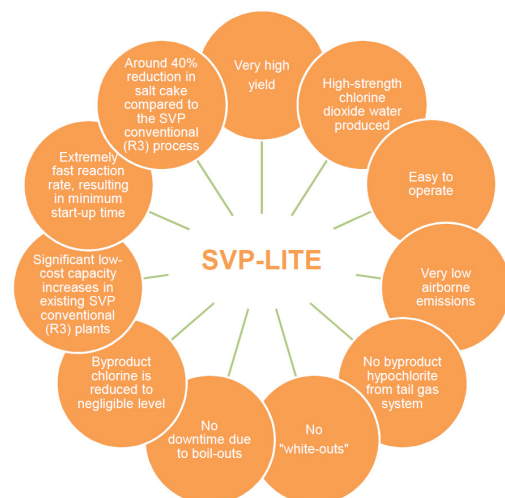 Very high
yield
High-strength
chlorine
dioxide water
produced
Easy to
operate
Very low
airborne
emissions
No byproduct
hypochlorite
from tail gas
system
No
"white-outs"
No
downtime due
to boil-outs
Byproduct
chlorine is
reduced to
negligible level
Significant low-
cost capacity
increases in
existing SVP
conventional
(R3) plants
Extremely
fast reaction
rate, resulting
in minimum
start-up time
Around 40%
reduction in
salt cake
compared to
the SVP
conventional
(R3) process
SVP-LITE